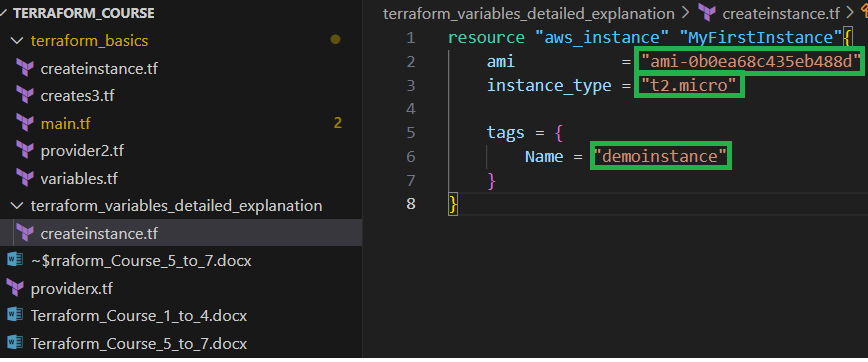 TERRAFORM_COURSE
terraform_basics
createinstance.tf
creates3.tf
main.tf 2
provider2.tf
variables.tf
terraform_variables_detailed_explanation
createinstance.tf
~$rraform_Course_5_to_7.docx
providerx.tf
Terraform_Course_1_to_4.docx
Terraform_Course_5_to_7.docx
terraform_variables_detailed_explanation > createinstance.tf >
1 resource "aws_instance" "MyFirstInstance"{
2 ami = "ami-0b0ea68c435eb488d"
3 instance_type = "t2.micro"
4
5 tags = {
6 Name = "demoinstance"
7 }
8 }